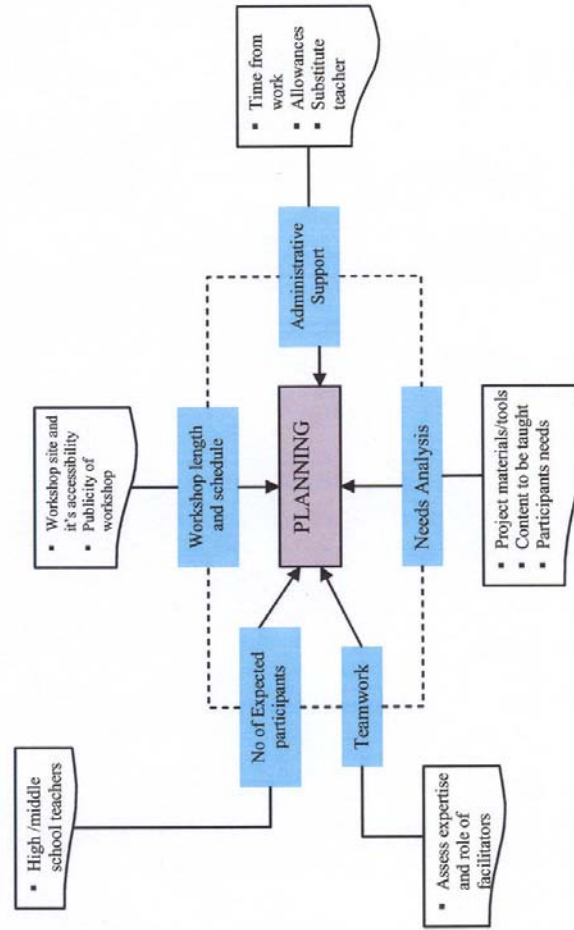 ▪ High /middle
school teachers
▪ Workshop site and
it's accessibility
▪ Publicity of
workshop
▪ Time from
work
▪ Allowances
▪ Substitute
teacher
No of Expected
participants
Workshop length
and schedule
Administrative
Support
PLANNING
Teamwork
Needs Analysis
▪ Assess expertise
and role of
facilitators
▪ Project materials/tools
▪ Content to be taught
▪ Participants needs